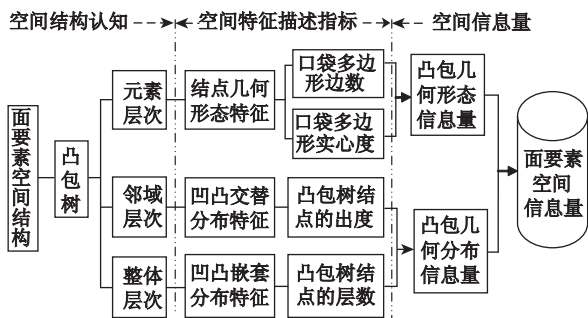 空间结构认知
空间特征描述指标
空间信息量
面要素空间结构
凸包树
元素
层次
结点几何
形态特征
口袋多边
形边数
口袋多边
形实心度
凸包几
何形态
信息量
邻域
层次
凹凸交替
分布特征
凸包树结
点的出度
整体
层次
凹凸嵌套
分布特征
凸包树结
点的层数
凸包几
何分布
信息量
面要素
空间
信息量